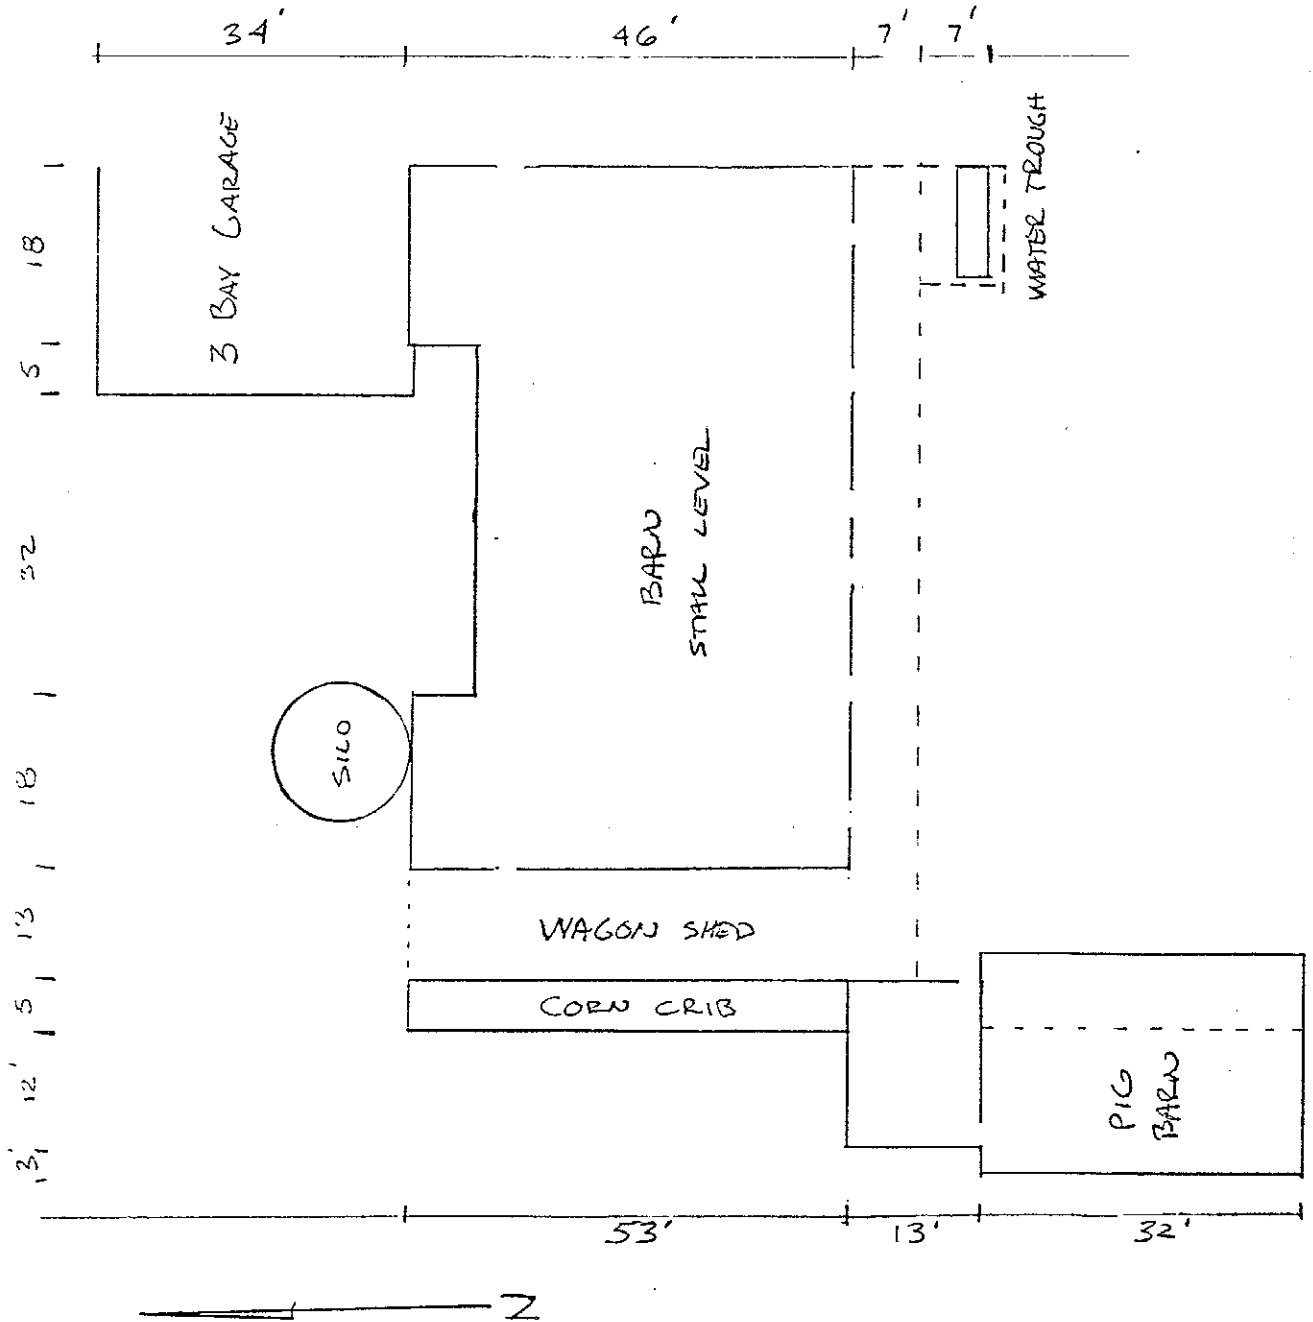 34'
46'
7'
7'
3 BAY GARAGE
WATER TROUGH
18
5
32
18
13
5
12'
3'
BARN
STALL LEVEL
SILO
WAGON SHED
CORN CRIB
PIG
BARN
53'
13'
32'
N